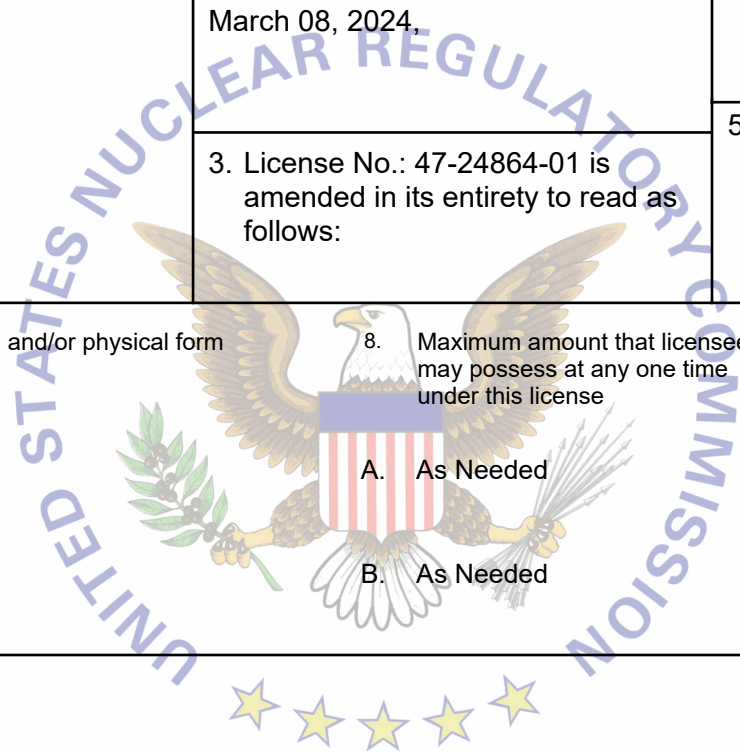 March 08, 2024,
5
3. License No.: 47-24864-01 is
amended in its entirety to read as
follows:
and/or physical form
8. Maximum amount that licensee
may possess at any one time
under this license
A. As Needed
B. As Needed
UNITED STATES NUCLEAR REGULATORY COMMISSION